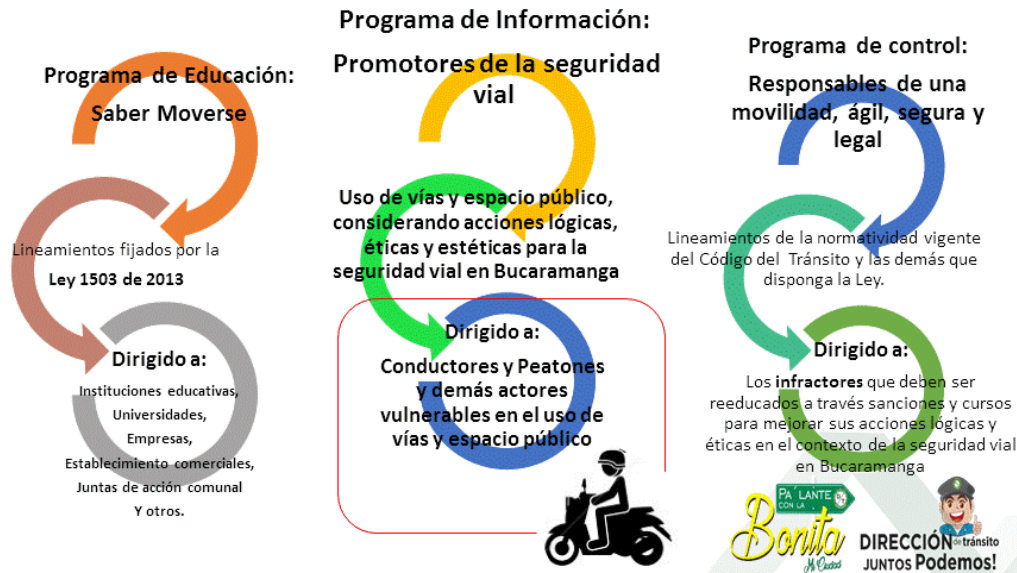 Programa de Educación:
Saber Moverse
Lineamientos fijados por la
Ley 1503 de 2013
Dirigido a:
Instituciones educativas,
Universidades,
Empresas,
Establecimiento comerciales,
Juntas de acción comunal
Y otros.
Programa de Información:
Promotores de la seguridad
vial
Uso de vías y espacio público,
considerando acciones lógicas,
éticas y estéticas para la
seguridad vial en Bucaramanga
Dirigido a:
Conductores y Peatones
y demás actores
vulnerables en el uso de
vías y espacio público
Programa de control:
Responsables de una
movilidad, ágil, segura y
legal
Lineamientos de la normatividad vigente
del Código del Tránsito y las demás que
disponga la Ley.
Dirigido a:
Los infractores que deben ser
reeducados a través sanciones y cursos
para mejorar sus acciones lógicas y
éticas en el contexto de la seguridad vial
en Bucaramanga
PA´LANTE
CON LA
Bonita
Mi Ciudad
DIRECCIÓN de tránsito
JUNTOS Podemos!